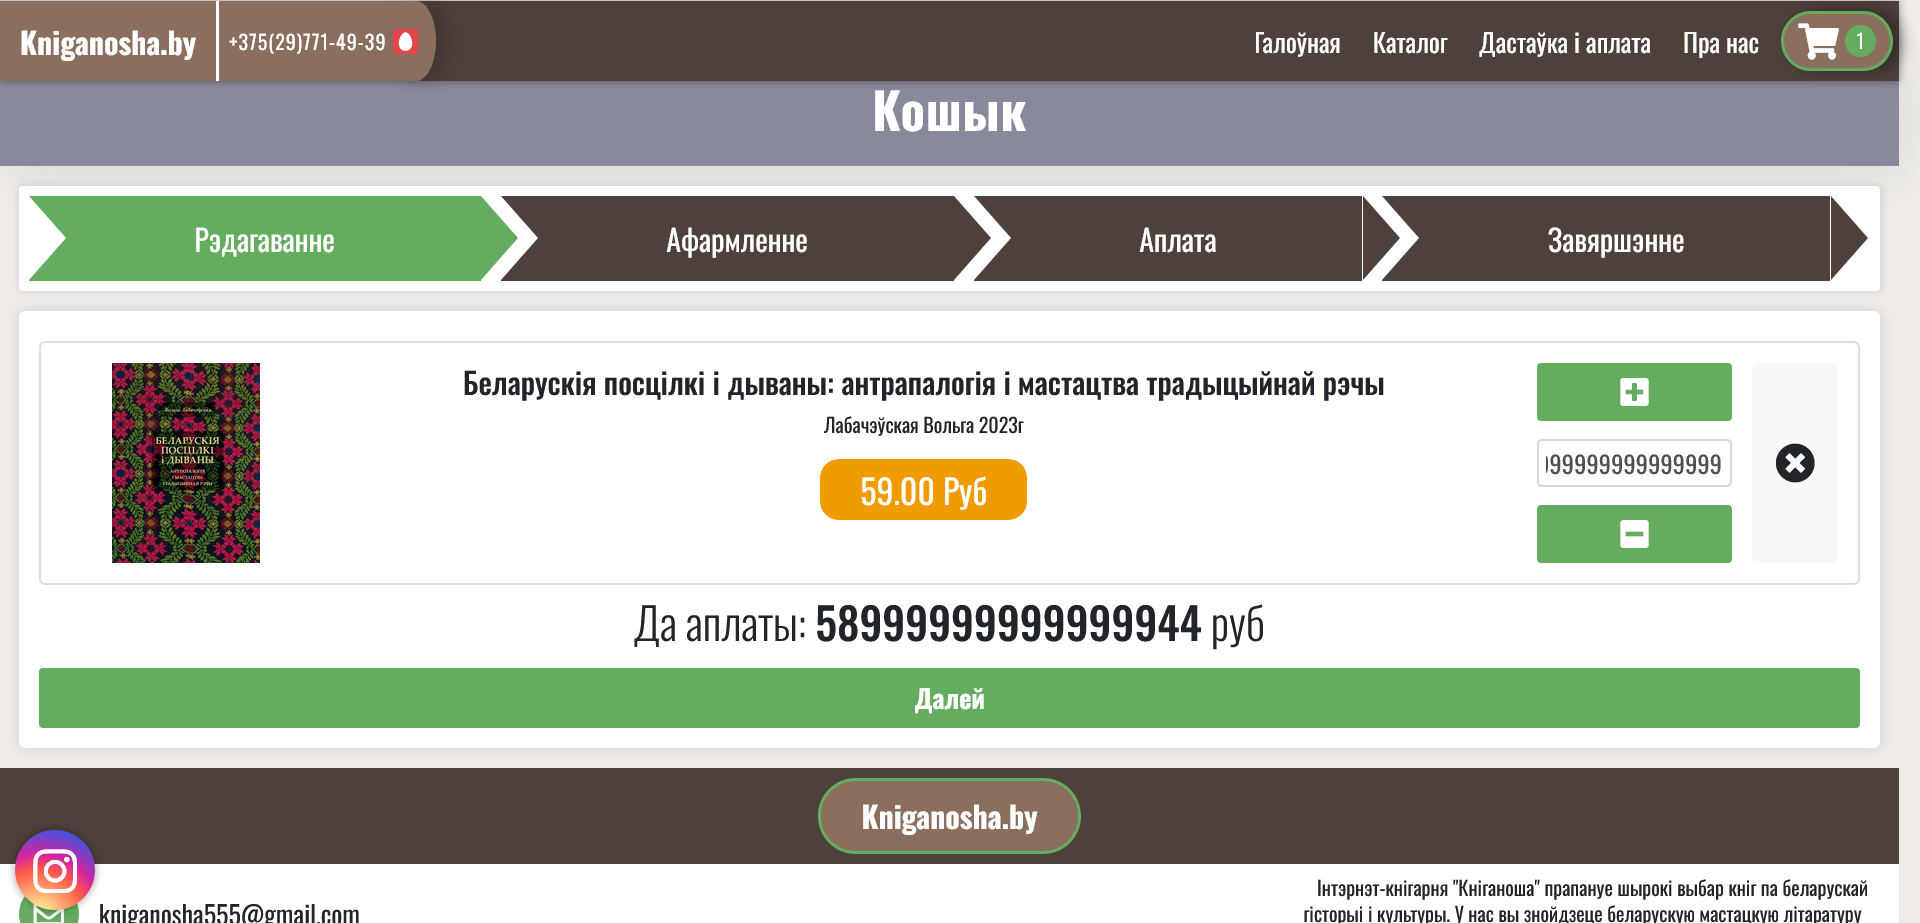 Kniganosha.by
+375(29)771-49-39
Галоўная
Каталог
Дастаўка і аплата
Пра нас
1
Кошык
Рэдагаванне
Афармленне
Аплата
Завяршэнне
Вольга Лабачэўская
БЕЛАРУСКІЯ
ПОСЦІЛКІ
І ДЫВАНЫ
АНТРАПАЛОГІЯ
І МАСТАЦТВА
ТРАДЫЦЫЙНАЙ РЭЧЫ
Беларускія посцілкі і дываны: антрапалогія і мастацтва традыцыйнай рэчы
Лабачэўская Вольга 2023г
59.00 Руб
99999999999999
Да аплаты: 58999999999999944 руб
Далей
Kniganosha.by
kniganosha555@gmail.com
Інтэрнэт-кнігарня "Кніганоша" прапануе шырокі выбар кніг па беларускай
гісторыі і культуры. У нас вы знойдзеце беларускую мастацкую літаратуру